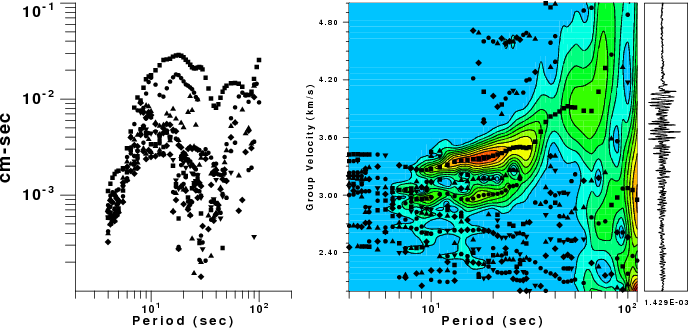 10⁻¹
10⁻²
10⁻³
cm-sec
10¹
10²
Period (sec)
4.80
4.20
3.60
3.00
2.40
Group Velocity (km/s)
10¹
10²
Period (sec)
1.429E-03